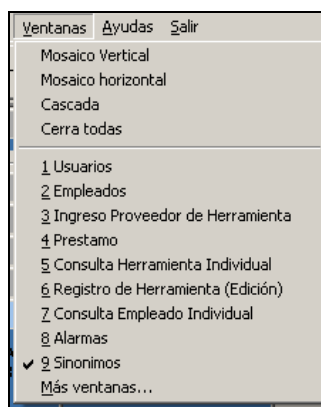 Ventanas Ayudas Salir
Mosaico Vertical
Mosaico horizontal
Cascada
Cerra todas
1 Usuarios
2 Empleados
3 Ingreso Proveedor de Herramienta
4 Prestamo
5 Consulta Herramienta Individual
6 Registro de Herramienta (Edición)
7 Consulta Empleado Individual
8 Alarmas
9 Sinonimos
Más ventanas...